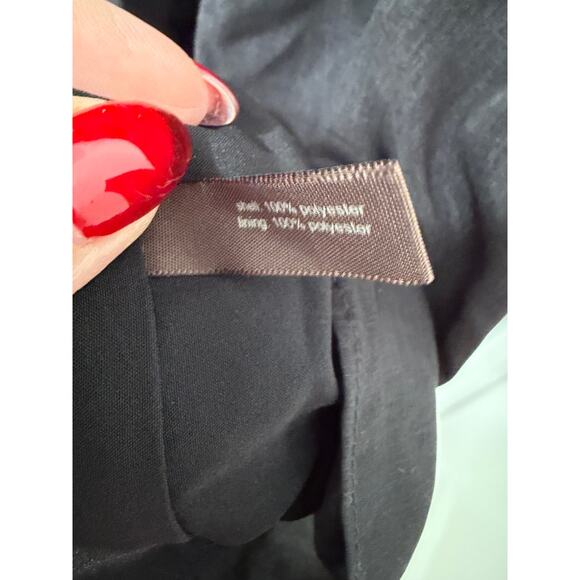 shell: 100% polyester
lining 100% polyester